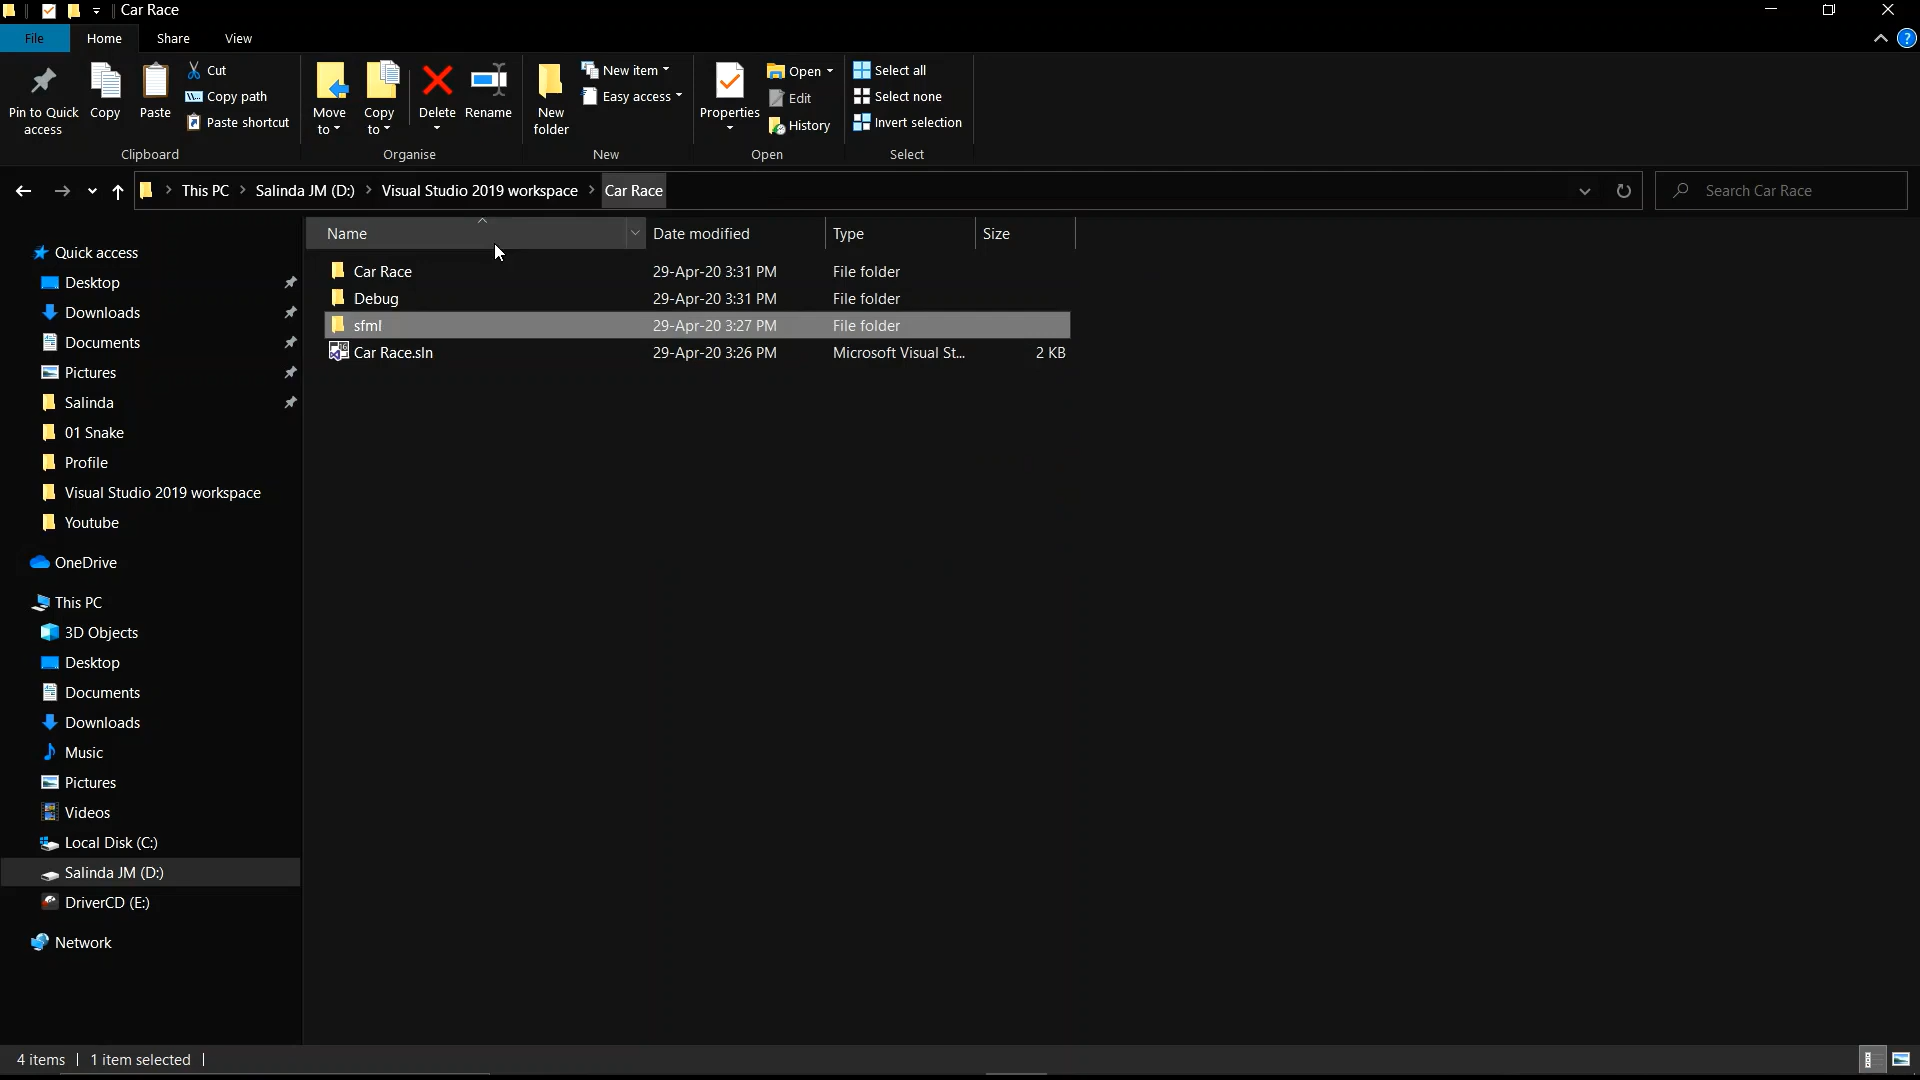 Car Race
File Home Share View
Pin to Quick access
Copy
Paste
Cut
Copy path
Paste shortcut
Clipboard
Move to
Copy to
Delete
Rename
Organise
New folder
New item
Easy access
New
Properties
Open
Edit
History
Open
Select all
Select none
Invert selection
Select
This PC Salinda JM (D:) Visual Studio 2019 workspace Car Race
Search Car Race
Name Date modified Type Size
Car Race 29-Apr-20 3:31 PM File folder
Debug 29-Apr-20 3:31 PM File folder
sfml 29-Apr-20 3:27 PM File folder
Car Race.sln 29-Apr-20 3:26 PM Microsoft Visual St... 2 KB
Quick access
Desktop
Downloads
Documents
Pictures
Salinda
01 Snake
Profile
Visual Studio 2019 workspace
Youtube
OneDrive
This PC
3D Objects
Desktop
Documents
Downloads
Music
Pictures
Videos
Local Disk (C:)
Salinda JM (D:)
DriverCD (E:)
Network
4 items 1 item selected